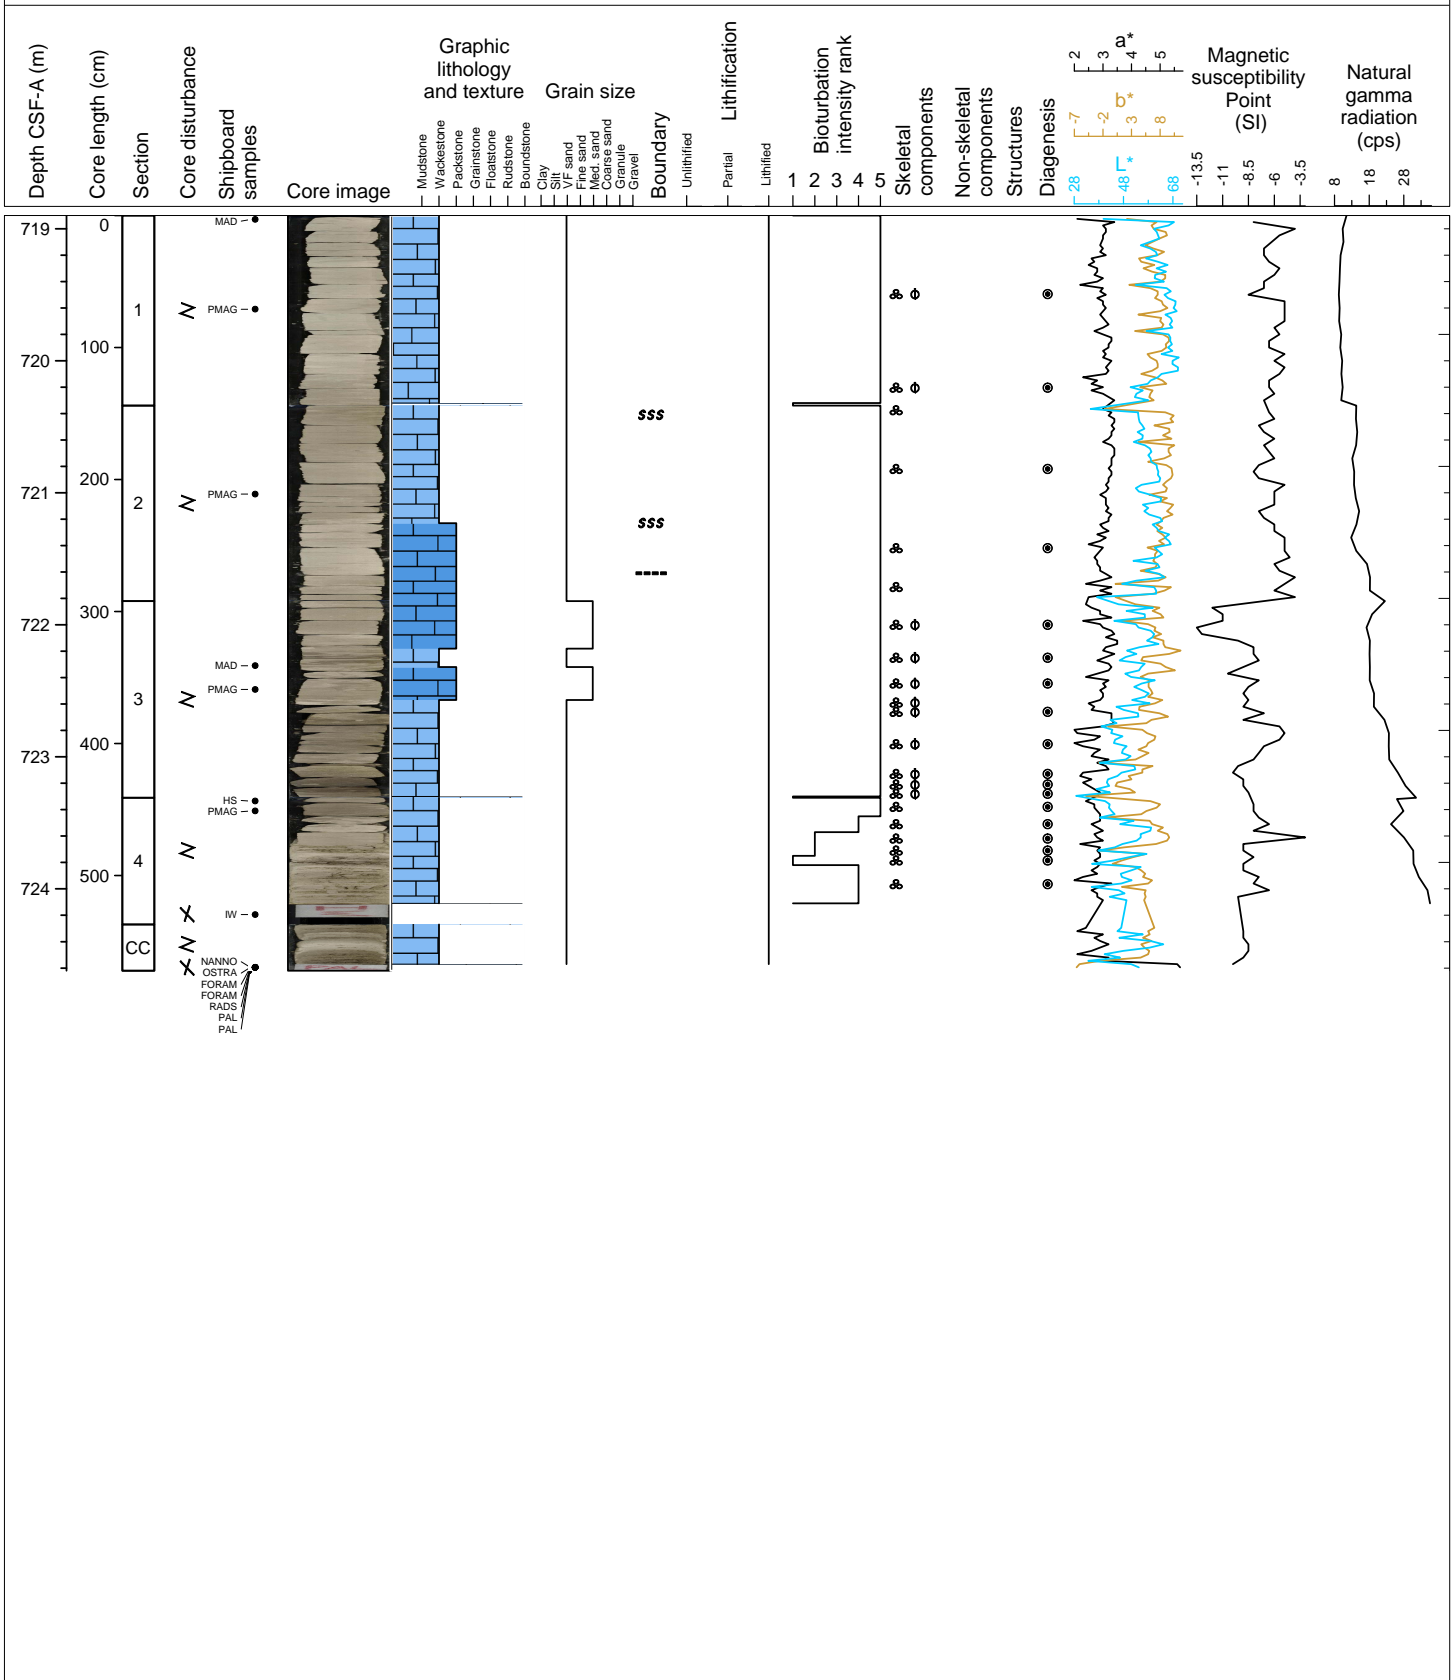 Depth CSF-A (m)
Core length (cm)
Section
Core disturbance
Shipboard
samples
Core image
Graphic
lithology
and texture
Mudstone
Wackestone
Packstone
Grainstone
Floatstone
Rudstone
Boundstone
Grain size
Clay
Silt
VF sand
Fine sand
Med. sand
Coarse sand
Granule
Gravel
Boundary
Lithification
Unlithified
Partial
Lithified
Bioturbation
intensity rank
1 2 3 4 5
Skeletal
components
Non-skeletal
components
Structures
Diagenesis
a*
2 3 4 5
b*
-7 -2 3 8
L*
28 48 68
Magnetic
susceptibility
Point
(SI)
-13.5 -11 -8.5 -6 -3.5
Natural
gamma
radiation
(cps)
8 18 28
719
720
721
722
723
724
0
100
200
300
400
500
1
2
3
4
CC
MAD
PMAG
PMAG
MAD
PMAG
HS
PMAG
IW
NANNO
OSTRA
FORAM
FORAM
RADS
PAL
PAL
sss
sss